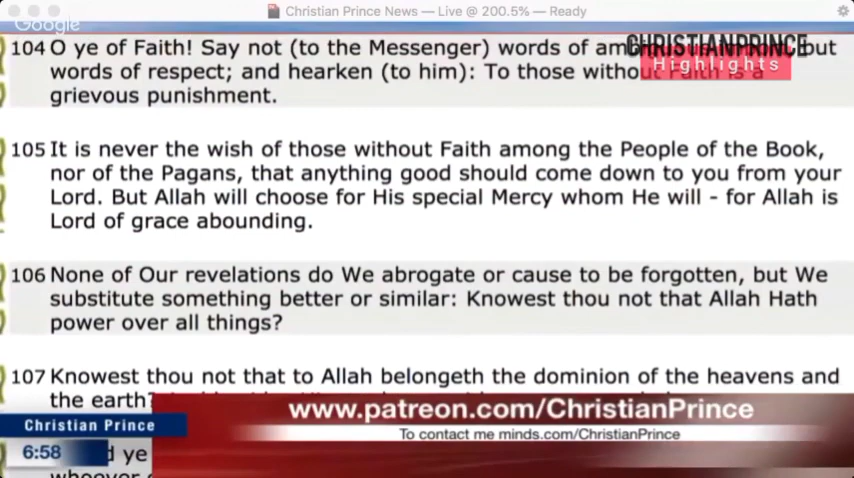 Christian Prince News — Live @ 200.5% — Ready
Google
CHRISTIANPRINCE
Highlights
104 O ye of Faith! Say not (to the Messenger) words of but
words of respect; and hearken (to him): To those without Faith is a
grievous punishment.
105 It is never the wish of those without Faith among the People of the Book,
nor of the Pagans, that anything good should come down to you from your
Lord. But Allah will choose for His special Mercy whom He will - for Allah is
Lord of grace abounding.
106 None of Our revelations do We abrogate or cause to be forgotten, but We
substitute something better or similar: Knowest thou not that Allah Hath
power over all things?
107 Knowest thou not that to Allah belongeth the dominion of the heavens and
the earth?
www.patreon.com/ChristianPrince
To contact me minds.com/ChristianPrince
Christian Prince
6:58
ye
whoever